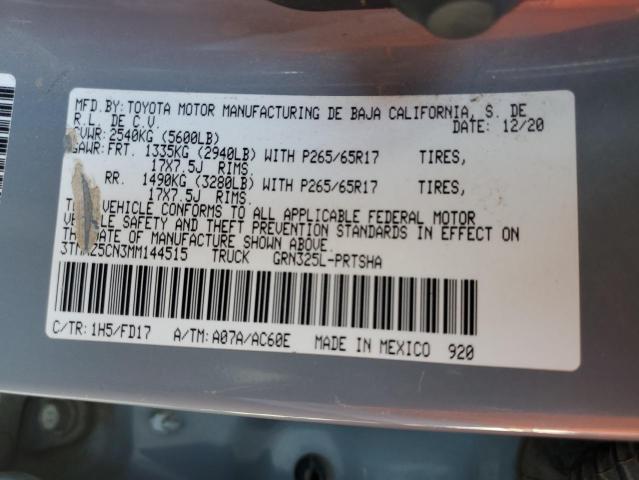 MFD.BY: TOYOTA MOTOR MANUFACTURING DE BAJA CALIFORNIA, S. DE
R.L. DE C.V. DATE: 12/20
GVWR: 2540KG (5600LB)
GAWR: FRT. 1335KG (2940LB) WITH P265/65R17 TIRES,
17X7.5J RIMS.
RR. 1490KG (3280LB) WITH P265/65R17 TIRES,
17X7.5J RIMS.
VEHICLE CONFORMS TO ALL APPLICABLE FEDERAL MOTOR
VEHICLE SAFETY AND THEFT PREVENTION STANDARDS IN EFFECT ON
THE DATE OF MANUFACTURE SHOWN ABOVE.
TRUCK GRN325L-PRTSHA
C/TR: 1H5/FD17 A/TM: A07A/AC60E MADE IN MEXICO 920